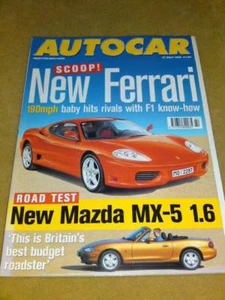 AUTOCAR
SCOOP!
New Ferrari
190mph baby hits rivals with F1 know-how
ROAD TEST
New Mazda MX-5 1.6
'This is Britain's
best budget
roadster'